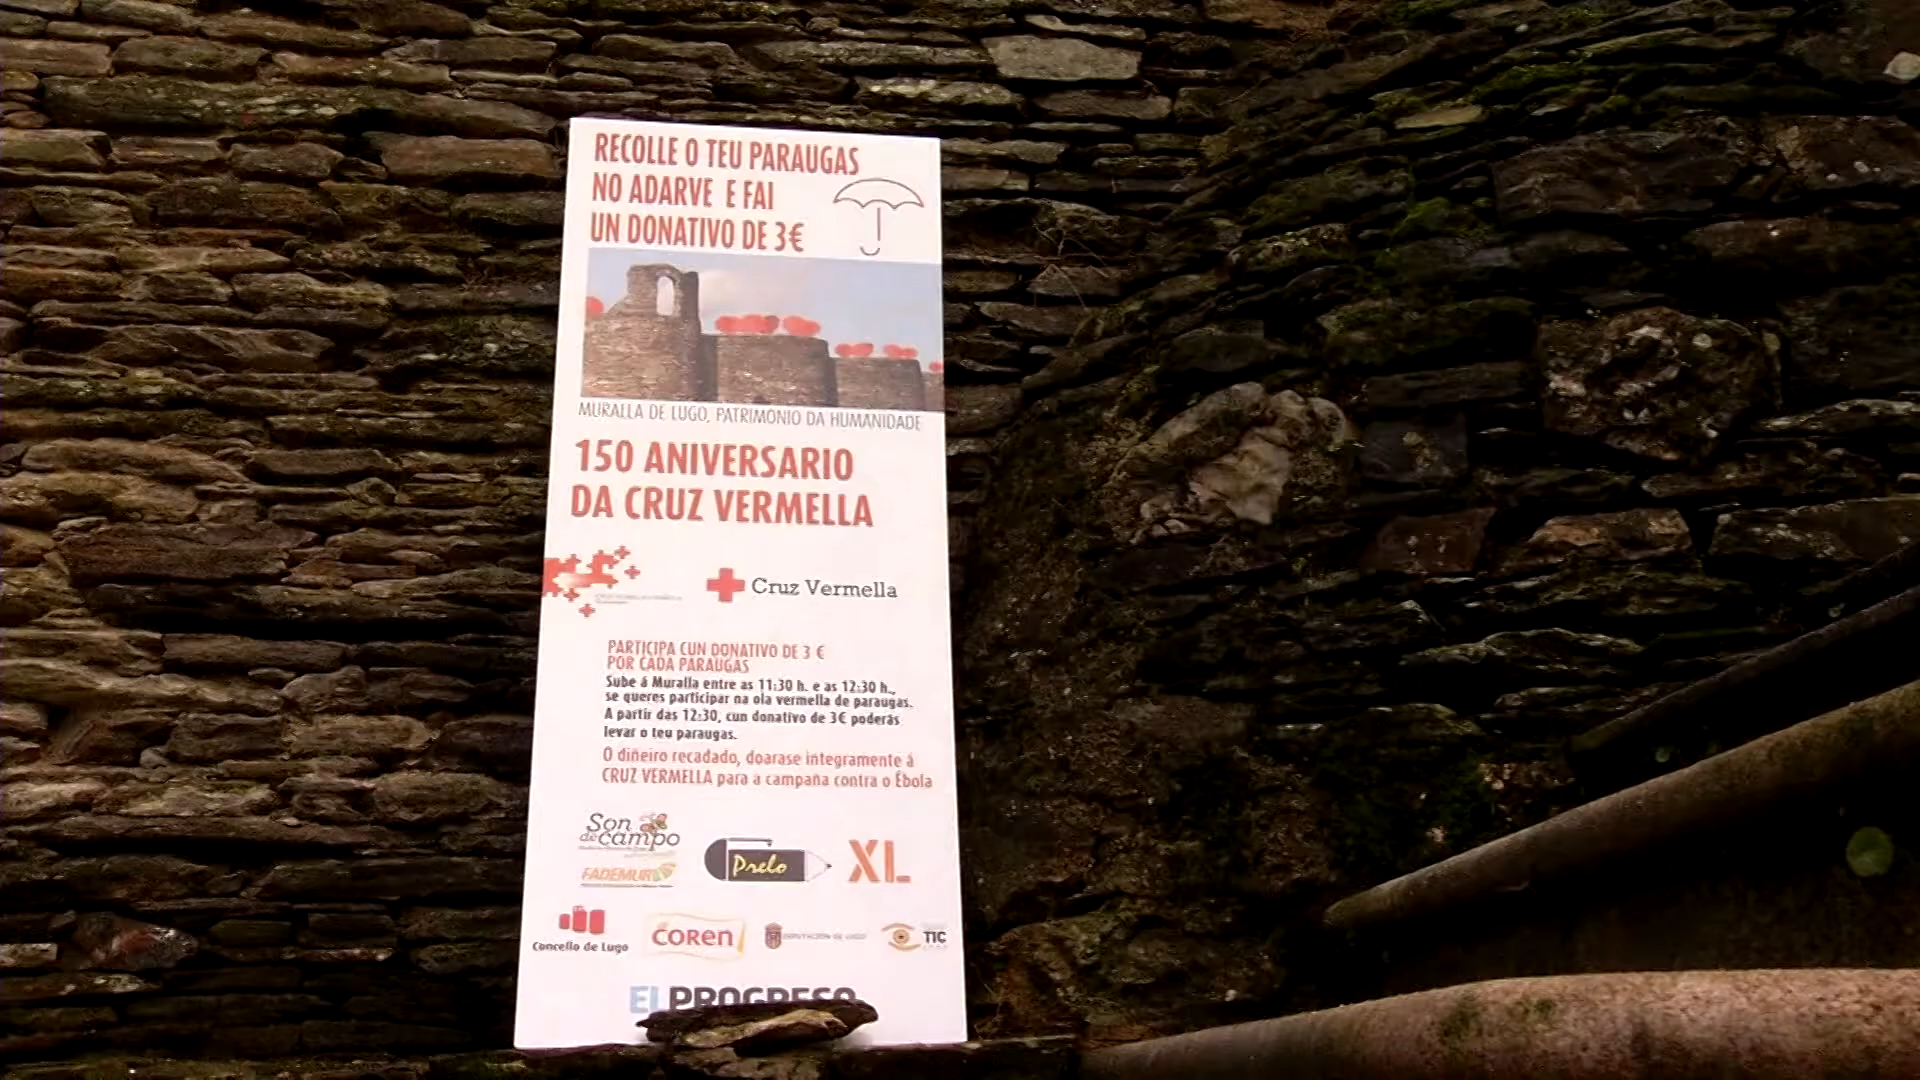 RECOLLE O TEU PARAUGAS
NO ADARVE E FAI
UN DONATIVO DE 3€
MURALLA DE LUGO, PATRIMONIO DA HUMANIDADE
150 ANIVERSARIO
DA CRUZ VERMELLA
Cruz Vermella
PARTICIPA CUN DONATIVO DE 3 €
POR CADA PARAUGAS
Sube á Muralla entre as 11:30 h. e as 12:30 h.,
se queres participar na ola vermella de paraugas.
A partir das 12:30, cun donativo de 3€ poderás
levar o teu paraugas.
O diñeiro recadado, doarase integramente á
CRUZ VERMELLA para a campaña contra o Ébola
Son
de campo
FADEMUR
Prelo
XL
Concello de Lugo
COREN
DEPUTACIÓN DE LUGO
TIC
EL PROGRESO